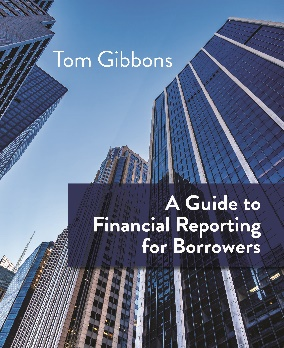 Tom Gibbons
A Guide to
Financial Reporting
for Borrowers